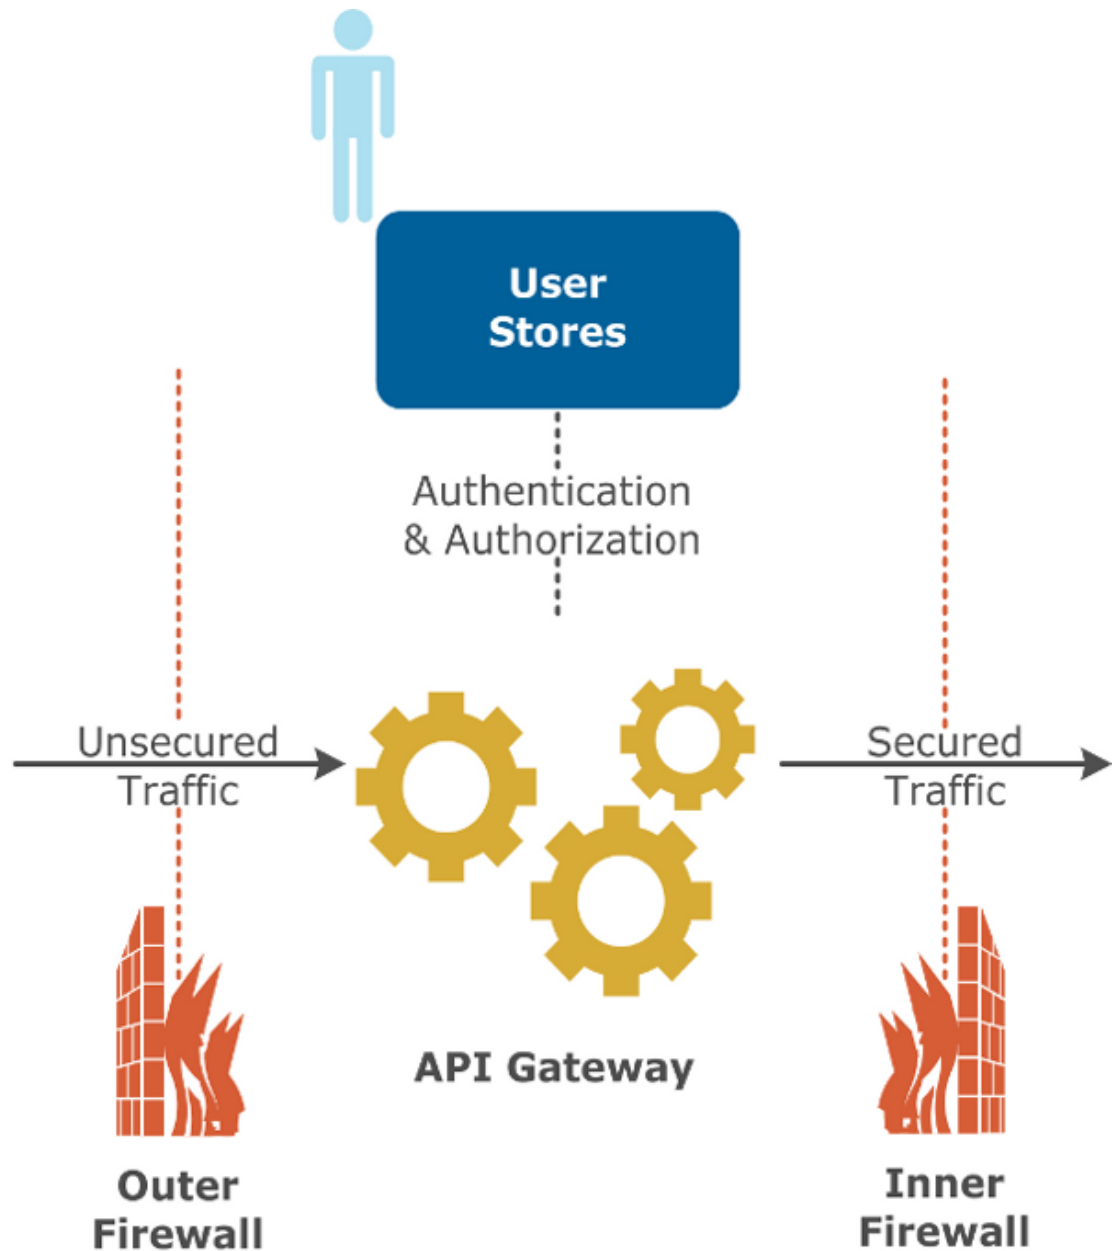 User
Stores
Authentication
& Authorization
Unsecured
Traffic
Secured
Traffic
API Gateway
Outer
Firewall
Inner
Firewall